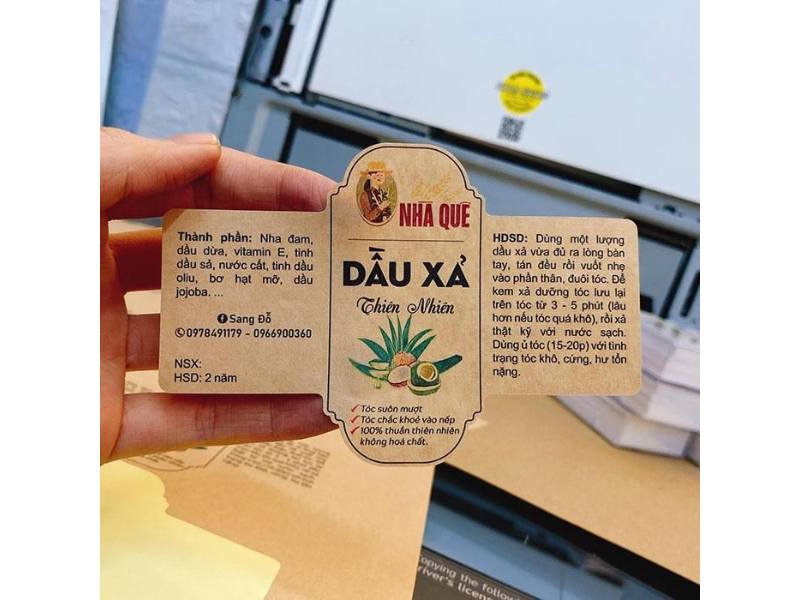 Thành phần: Nha đam,
dầu dừa, vitamin E, tinh
dầu sả, nước cất, tinh dầu
oliu, bơ hạt mỡ, dầu
jojoba. ...
Sang Đỗ
0978491179 - 0966900360
NSX:
HSD: 2 năm
NHÀ QUÊ
DẦU XẢ
Thiên Nhiên
Tóc suôn mượt
Tóc chắc khoẻ vào nếp
100% thuần thiên nhiên
không hoá chất.
HDSD: Dùng một lượng
dầu xả vừa đủ ra lòng bàn
tay, tán đều rồi vuốt nhẹ
vào phần thân, đuôi tóc. Để
kem xả dưỡng tóc lưu lại
trên tóc từ 3 - 5 phút (lâu
hơn nếu tóc quá khô), rồi xả
thật kỹ với nước sạch.
Dùng ủ tóc (15-20p) với tình
trạng tóc khô, cứng, hư tổn
nặng.
opying the following
river's licens